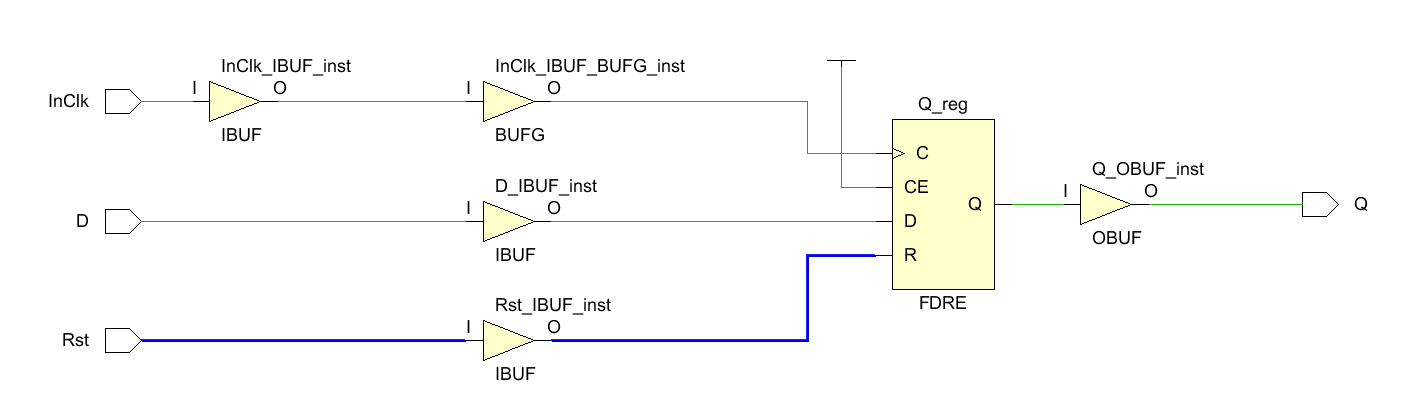 InClk_IBUF_inst
InClk_IBUF_BUFG_inst
I
O
I
O
InClk
IBUF
BUFG
Q_reg
C
D_IBUF_inst
CE
I
O
D
IBUF
D
Q
R
Q_OBUF_inst
I
O
Q
OBUF
FDRE
Rst_IBUF_inst
I
O
Rst
IBUF